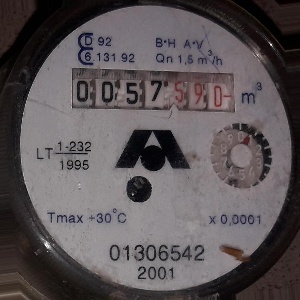 D 92 B·H A·V
6.131 92 Qn 1,5 m³/h
0057590 m³
LT 1-232
1995
Tmax +30°C x 0,0001
01306542
2001